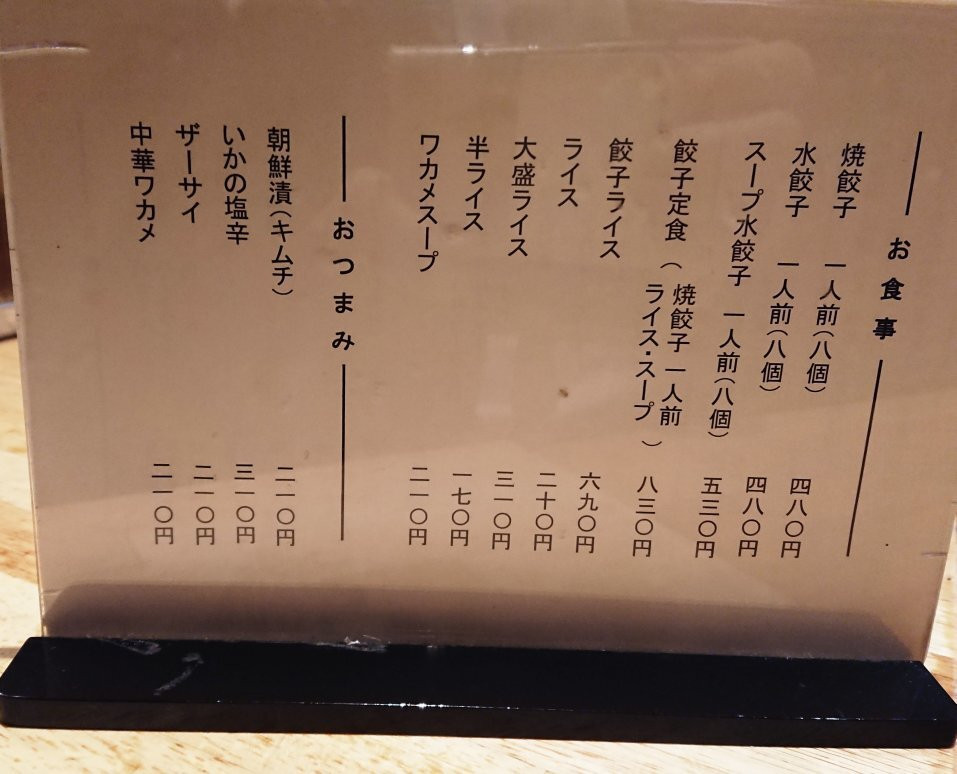 お食事
焼餃子 一人前(八個) 四八〇円
水餃子 一人前(八個) 四八〇円
スープ水餃子 一人前(八個) 五三〇円
餃子定食 (焼餃子 一人前
ライス・スープ) 八三〇円
餃子ライス 六九〇円
ライス 二十〇円
大盛ライス 三一〇円
半ライス 一七〇円
ワカメスープ 二一〇円
おつまみ
朝鮮漬(キムチ) 二一〇円
いかの塩辛 三一〇円
ザーサイ 二一〇円
中華ワカメ 二一〇円